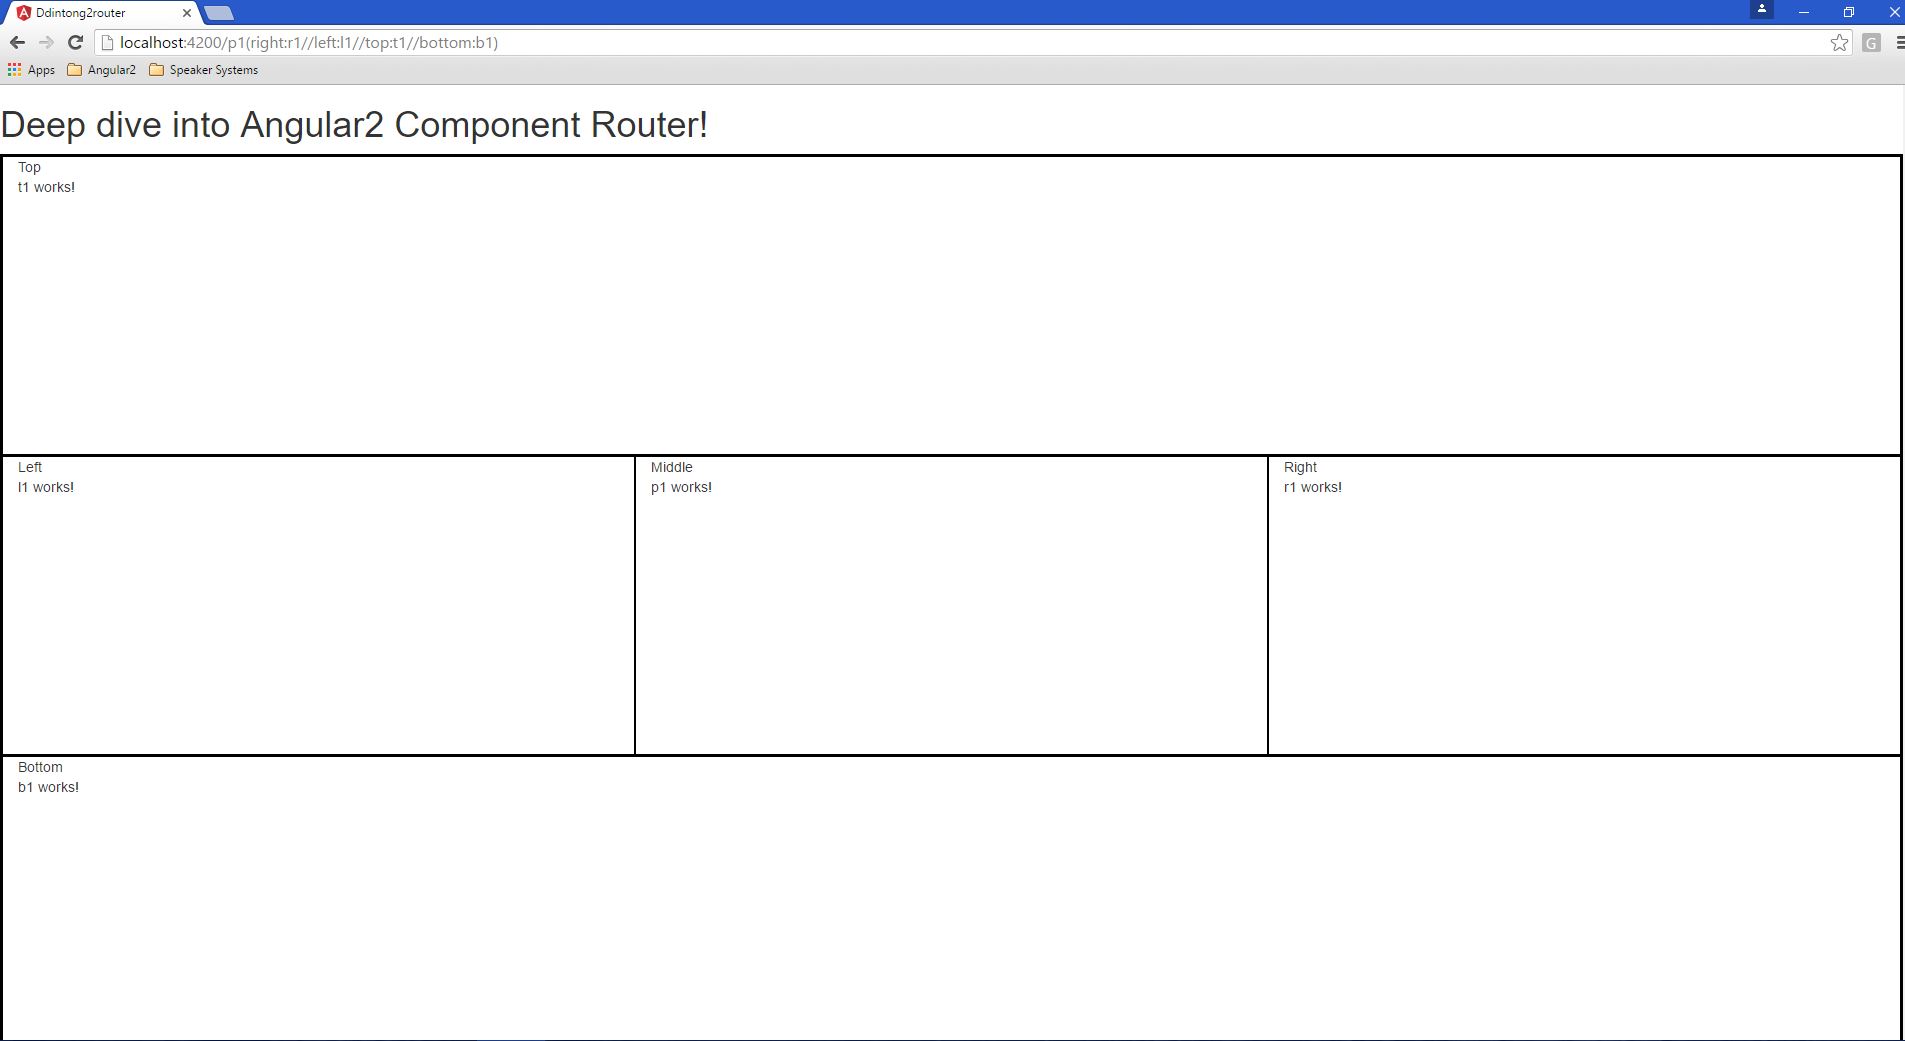 Ddintong2router
localhost:4200/p1(right:r1//left:l1//top:t1//bottom:b1)
G
Apps Angular2 Speaker Systems
Deep dive into Angular2 Component Router!
Top
t1 works!
Left
l1 works!
Middle
p1 works!
Right
r1 works!
Bottom
b1 works!